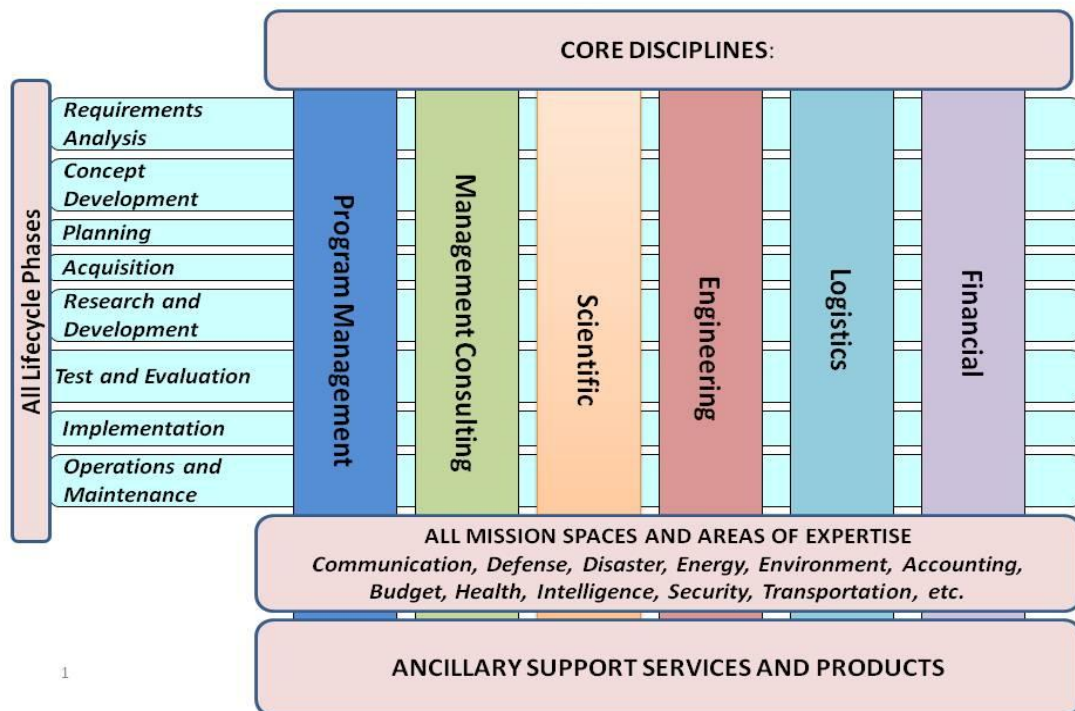 CORE DISCIPLINES:
All Lifecycle Phases
Requirements
Analysis
Concept
Development
Planning
Acquisition
Research and
Development
Test and Evaluation
Implementation
Operations and
Maintenance
Program Management
Management Consulting
Scientific
Engineering
Logistics
Financial
ALL MISSION SPACES AND AREAS OF EXPERTISE
Communication, Defense, Disaster, Energy, Environment, Accounting,
Budget, Health, Intelligence, Security, Transportation, etc.
ANCILLARY SUPPORT SERVICES AND PRODUCTS
1